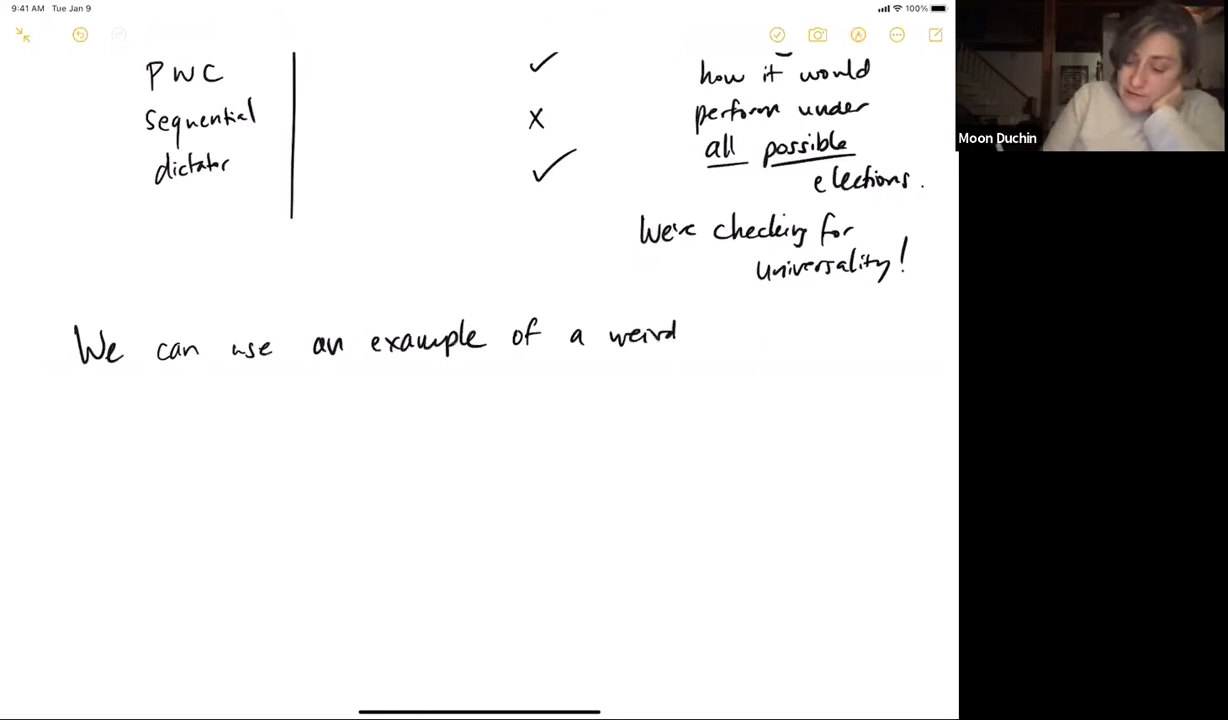 9:41 AM Tue Jan 9
100%
PWC ✓
Sequential X
dictator ✓
how it would
perform under
all possible
elections.
We're checking for
universality!
We can use an example of a weird
Moon Duchin